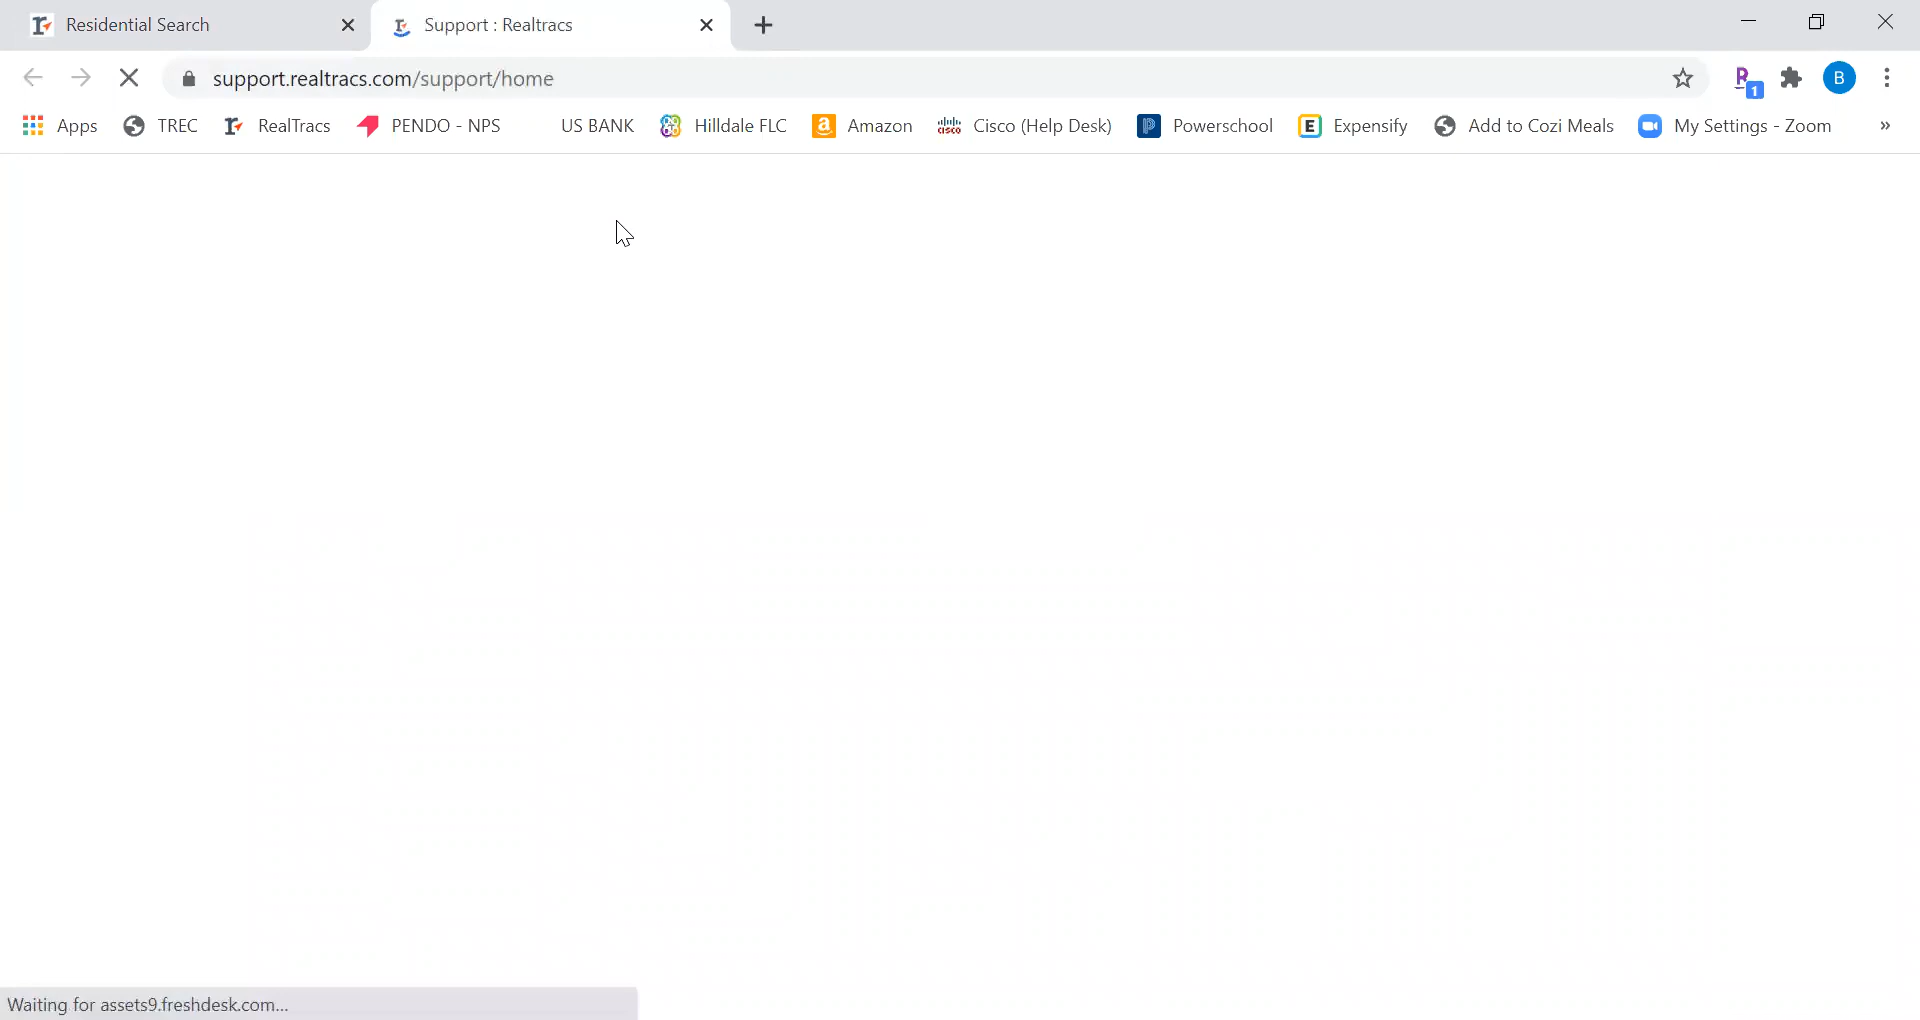 Residential Search
Support : Realtracs
support.realtracs.com/support/home
1
B
Apps
TREC
RealTracs
PENDO - NPS
US BANK
Hilldale FLC
Amazon
Cisco (Help Desk)
Powerschool
Expensify
Add to Cozi Meals
My Settings - Zoom
»
Waiting for assets9.freshdesk.com...